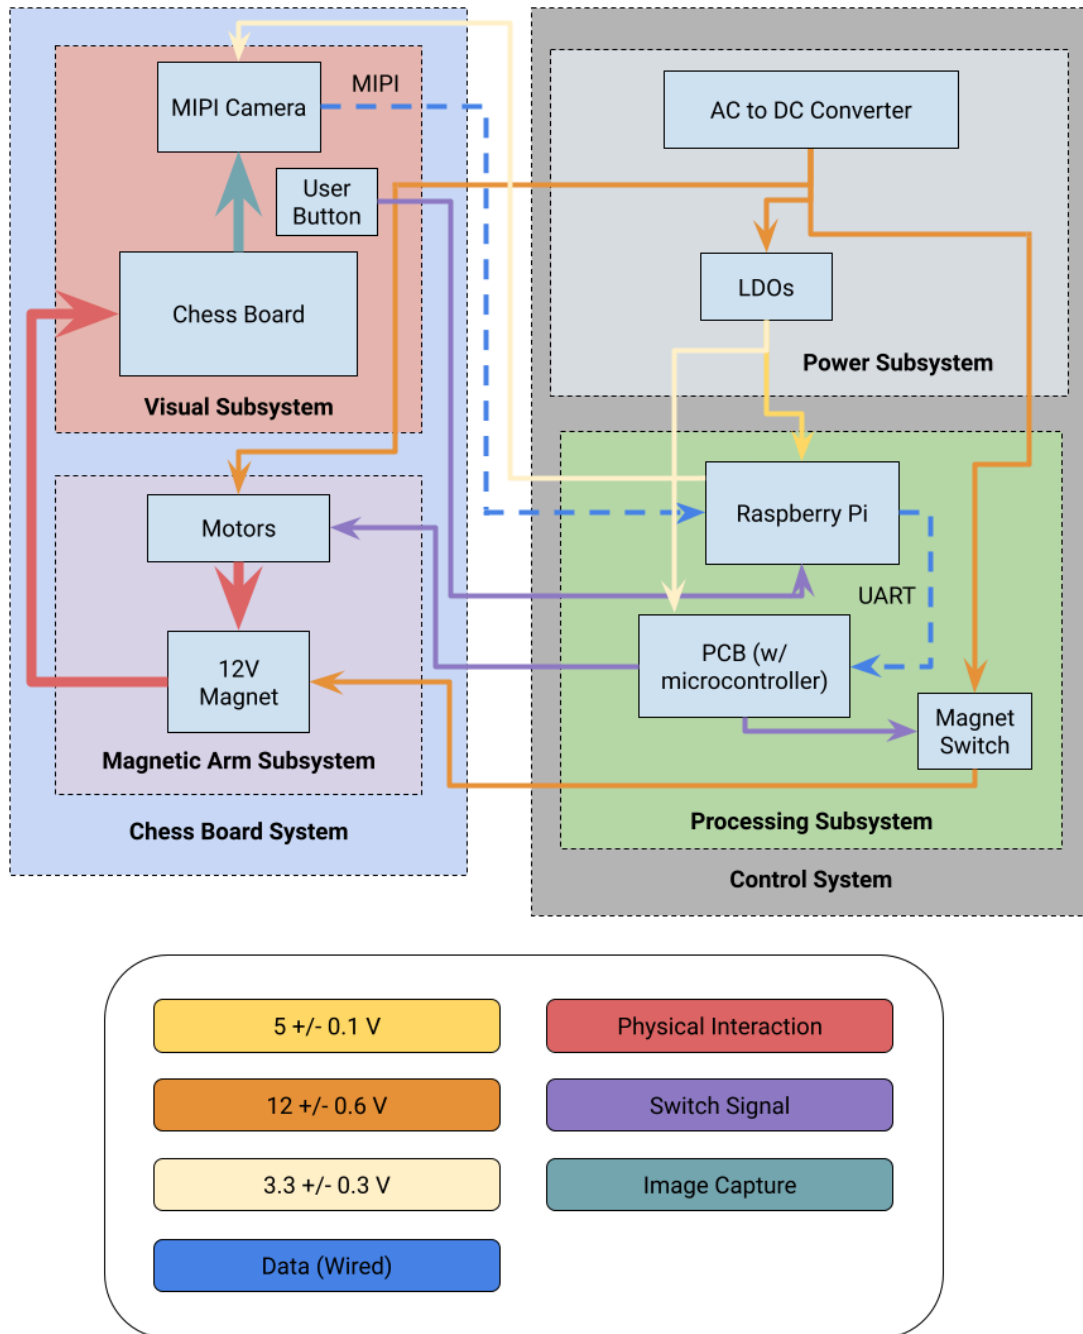 MIPI Camera
MIPI
User
Button
Chess Board
Visual Subsystem
Motors
12V
Magnet
Magnetic Arm Subsystem
Chess Board System
AC to DC Converter
LDOs
Power Subsystem
Raspberry Pi
UART
PCB (w/
microcontroller)
Magnet
Switch
Processing Subsystem
Control System
5 +/- 0.1 V
Physical Interaction
12 +/- 0.6 V
Switch Signal
3.3 +/- 0.3 V
Image Capture
Data (Wired)